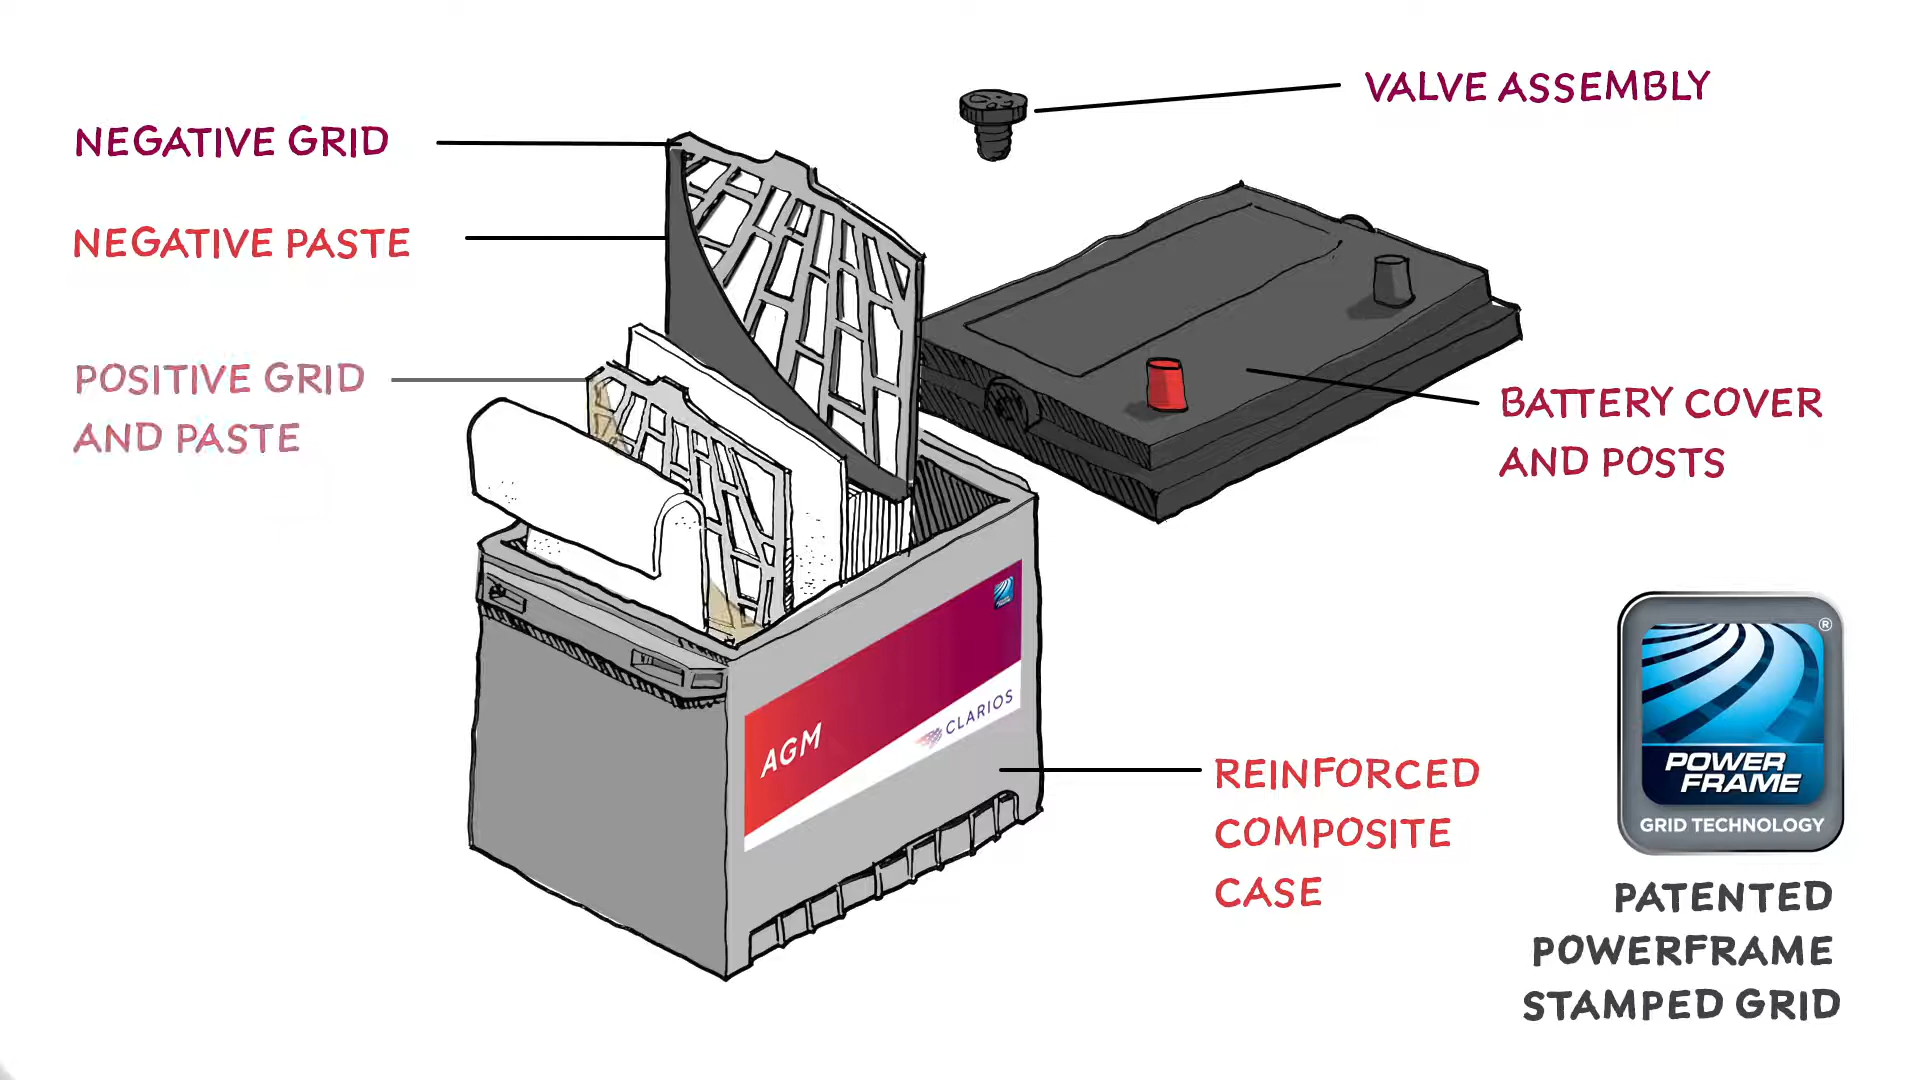 VALVE ASSEMBLY
NEGATIVE GRID
NEGATIVE PASTE
POSITIVE GRID
AND PASTE
BATTERY COVER
AND POSTS
AGM
CLARIOS
REINFORCED
COMPOSITE
CASE
®
POWER
FRAME
GRID TECHNOLOGY
PATENTED
POWERFRAME
STAMPED GRID